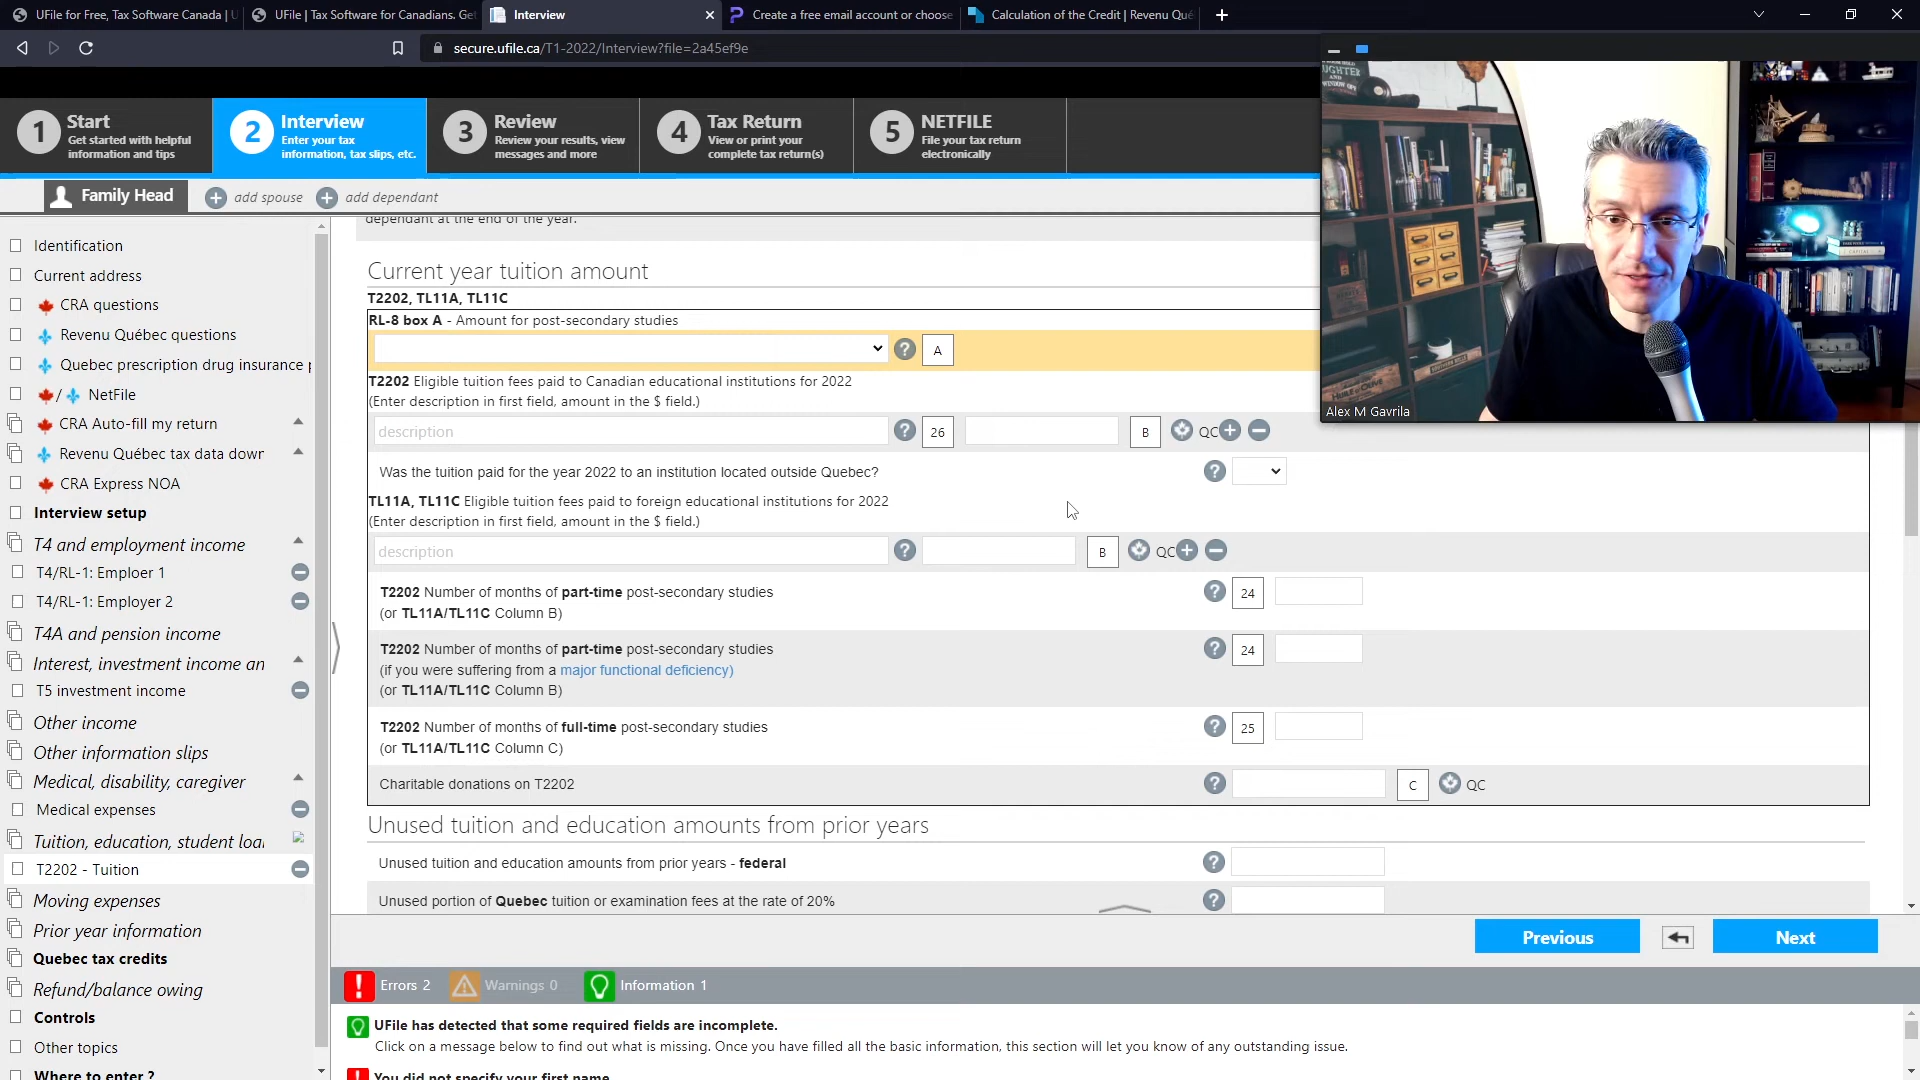 UFile for Free, Tax Software Canada | U
UFile | Tax Software for Canadians. Get
Interview
Create a free email account or choose
Calculation of the Credit | Revenu Qué
secure.ufile.ca/T1-2022/Interview?file=2a45ef9e
1
Start
Get started with helpful
information and tips
2
Interview
Enter your tax
information, tax slips, etc.
3
Review
Review your results, view
messages and more
4
Tax Return
View or print your
complete tax return(s)
5
NETFILE
File your tax return
electronically
Family Head
add spouse
add dependant
Identification
Current address
CRA questions
Revenu Québec questions
Quebec prescription drug insurance p
/ NetFile
CRA Auto-fill my return
Revenu Québec tax data down
CRA Express NOA
Interview setup
T4 and employment income
T4/RL-1: Emploer 1
T4/RL-1: Employer 2
T4A and pension income
Interest, investment income an
T5 investment income
Other income
Other information slips
Medical, disability, caregiver
Medical expenses
Tuition, education, student loa
T2202 - Tuition
Moving expenses
Prior year information
Quebec tax credits
Refund/balance owing
Controls
Other topics
Where to enter ?
dependant at the end of the year.
Current year tuition amount
T2202, TL11A, TL11C
RL-8 box A - Amount for post-secondary studies
? A
T2202 Eligible tuition fees paid to Canadian educational institutions for 2022
(Enter description in first field, amount in the $ field.)
description ? 26 B QC
Was the tuition paid for the year 2022 to an institution located outside Quebec? ?
TL11A, TL11C Eligible tuition fees paid to foreign educational institutions for 2022
(Enter description in first field, amount in the $ field.)
description ? B QC
T2202 Number of months of part-time post-secondary studies ? 24
(or TL11A/TL11C Column B)
T2202 Number of months of part-time post-secondary studies ? 24
(if you were suffering from a major functional deficiency)
(or TL11A/TL11C Column B)
T2202 Number of months of full-time post-secondary studies ? 25
(or TL11A/TL11C Column C)
Charitable donations on T2202 ? C QC
Unused tuition and education amounts from prior years
Unused tuition and education amounts from prior years - federal ?
Unused portion of Quebec tuition or examination fees at the rate of 20% ?
Previous
Next
! Errors 2
! Warnings 0
Information 1
UFile has detected that some required fields are incomplete.
Click on a message below to find out what is missing. Once you have filled all the basic information, this section will let you know of any outstanding issue.
You did not specify your first name
Alex M Gavrila